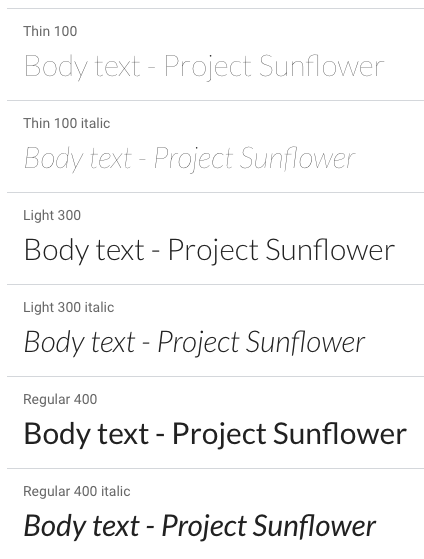 Thin 100
Body text - Project Sunflower
Thin 100 italic
Body text - Project Sunflower
Light 300
Body text - Project Sunflower
Light 300 italic
Body text - Project Sunflower
Regular 400
Body text - Project Sunflower
Regular 400 italic
Body text - Project Sunflower